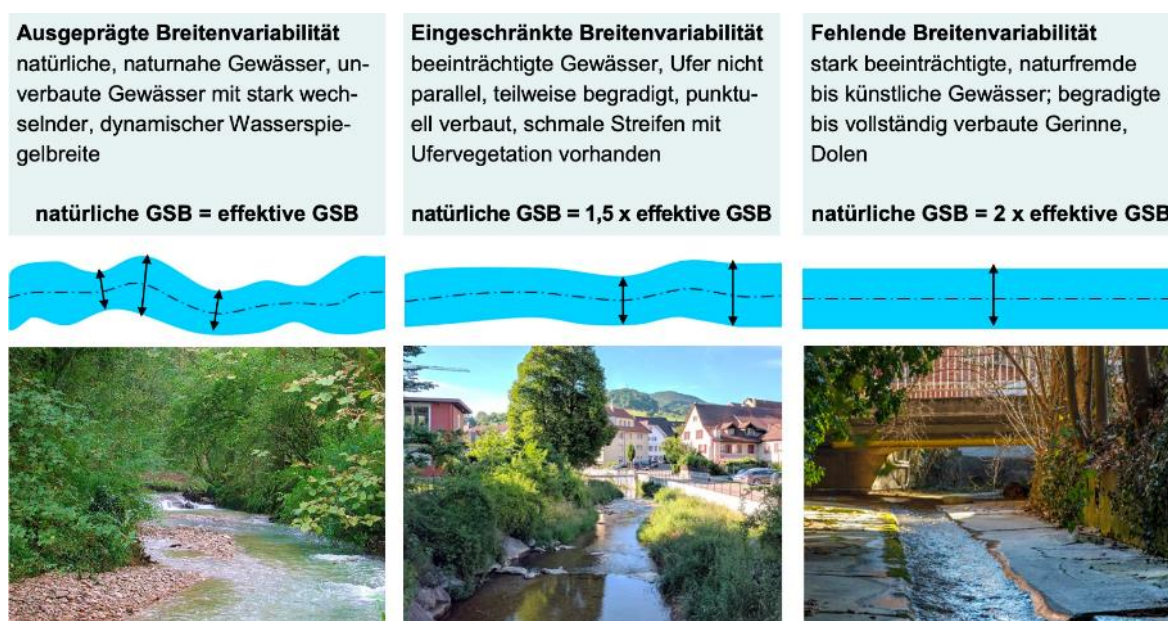 Ausgeprägte Breitenvariabilität
natürliche, naturnahe Gewässer, un-
verbaute Gewässer mit stark wech-
selnder, dynamischer Wasserspie-
gelbreite
natürliche GSB = effektive GSB
Eingeschränkte Breitenvariabilität
beeinträchtigte Gewässer, Ufer nicht
parallel, teilweise begradigt, punktu-
ell verbaut, schmale Streifen mit
Ufervegetation vorhanden
natürliche GSB = 1,5 x effektive GSB
Fehlende Breitenvariabilität
stark beeinträchtigte, naturfremde
bis künstliche Gewässer; begradigte
bis vollständig verbaute Gerinne,
Dolen
natürliche GSB = 2 x effektive GSB